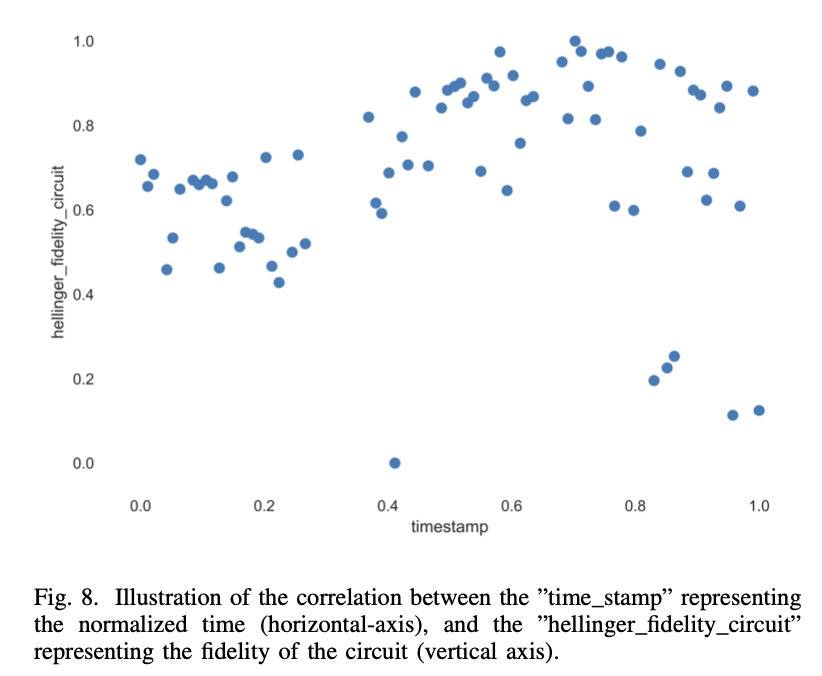 1.0
0.8
0.6
0.4
0.2
0.0
hellinger_fidelity_circuit
0.0 0.2 0.4 0.6 0.8 1.0
timestamp
Fig. 8. Illustration of the correlation between the ”time_stamp” representing
the normalized time (horizontal-axis), and the ”hellinger_fidelity_circuit”
representing the fidelity of the circuit (vertical axis).